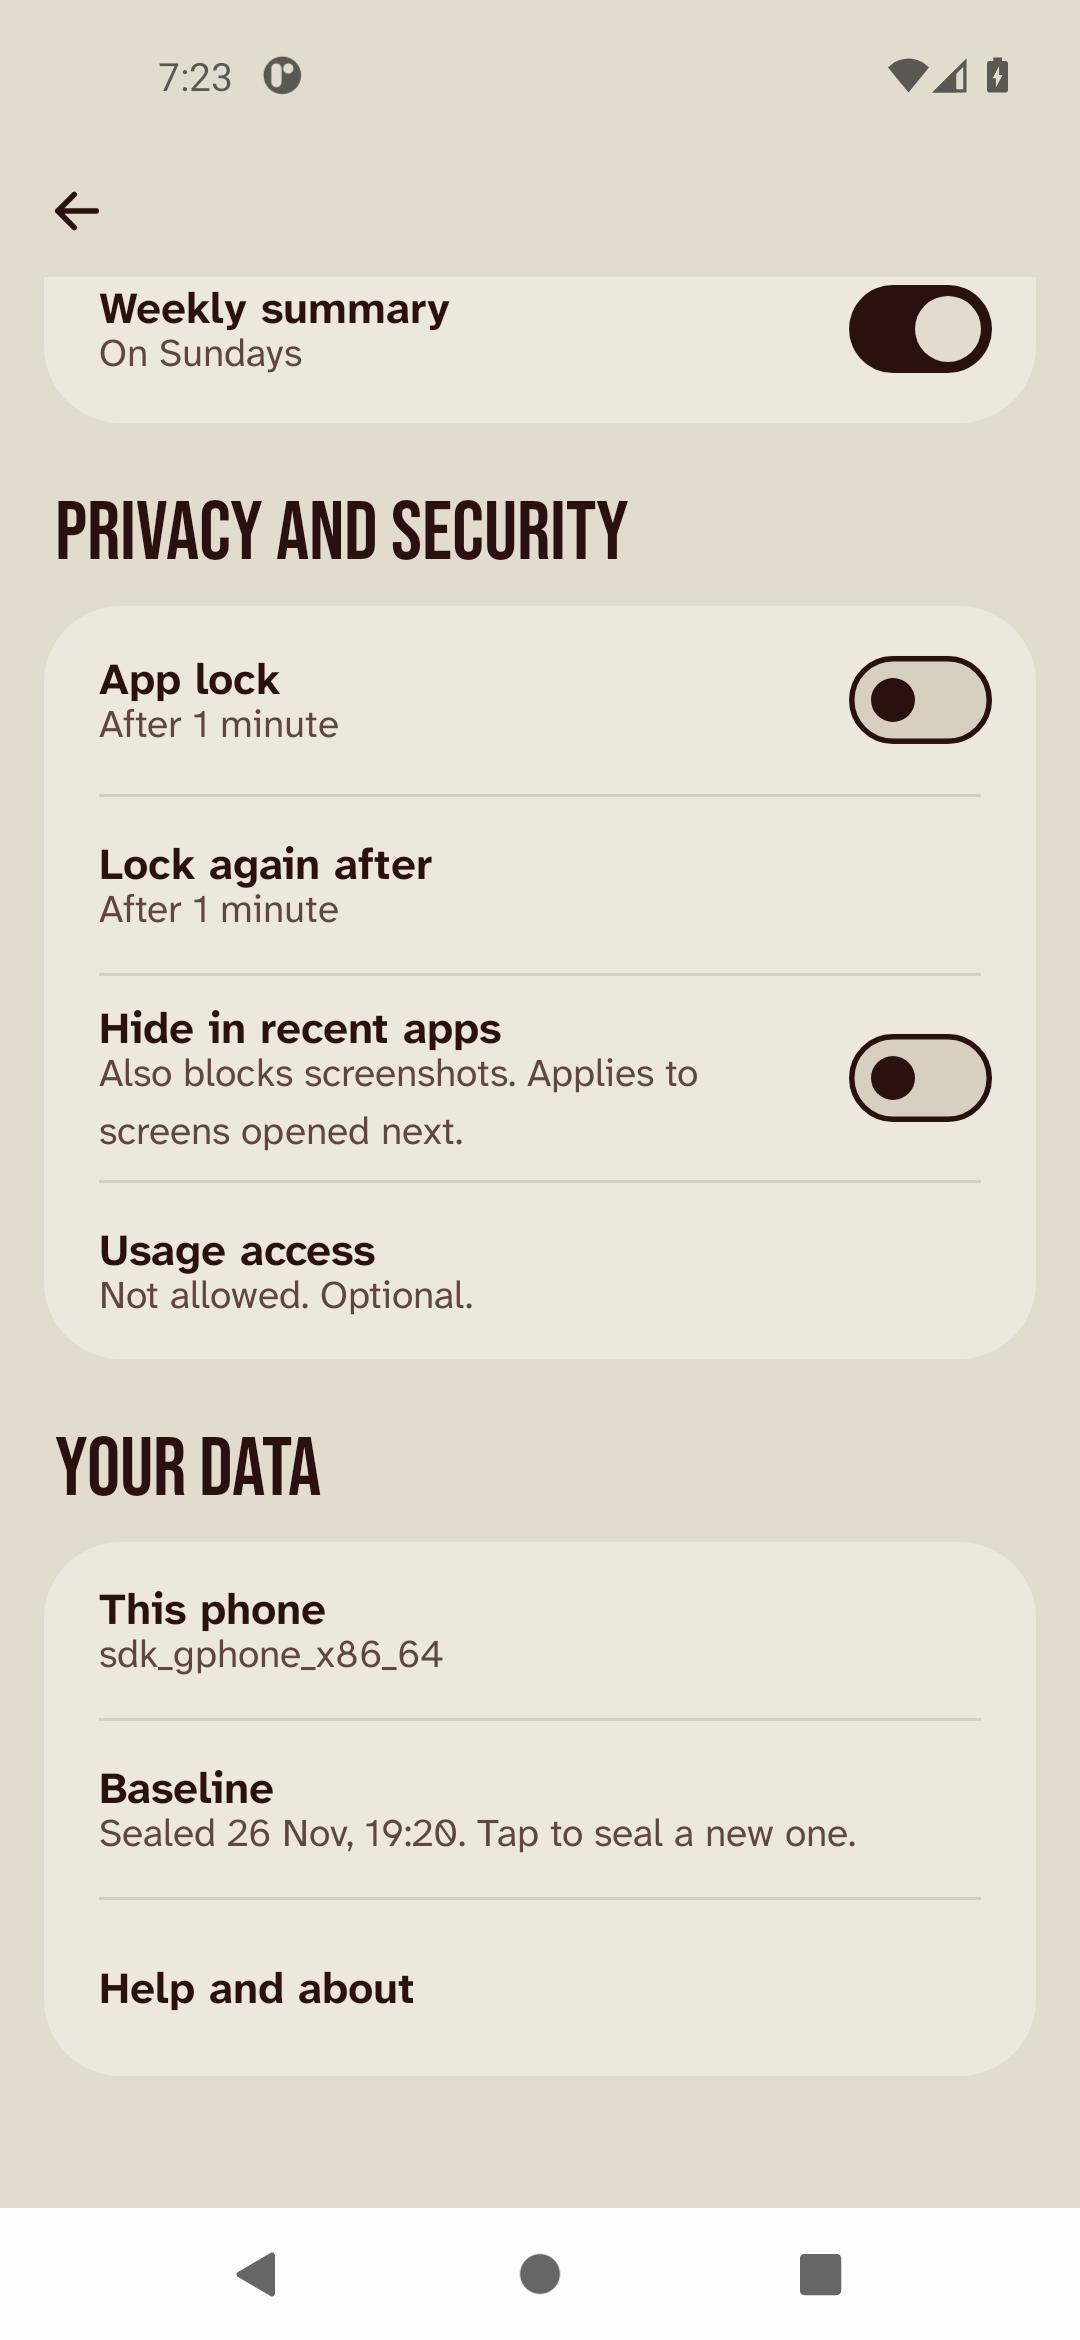 7:23
Weekly summary
On Sundays
PRIVACY AND SECURITY
App lock
After 1 minute
Lock again after
After 1 minute
Hide in recent apps
Also blocks screenshots. Applies to
screens opened next.
Usage access
Not allowed. Optional.
YOUR DATA
This phone
sdk_gphone_x86_64
Baseline
Sealed 26 Nov, 19:20. Tap to seal a new one.
Help and about